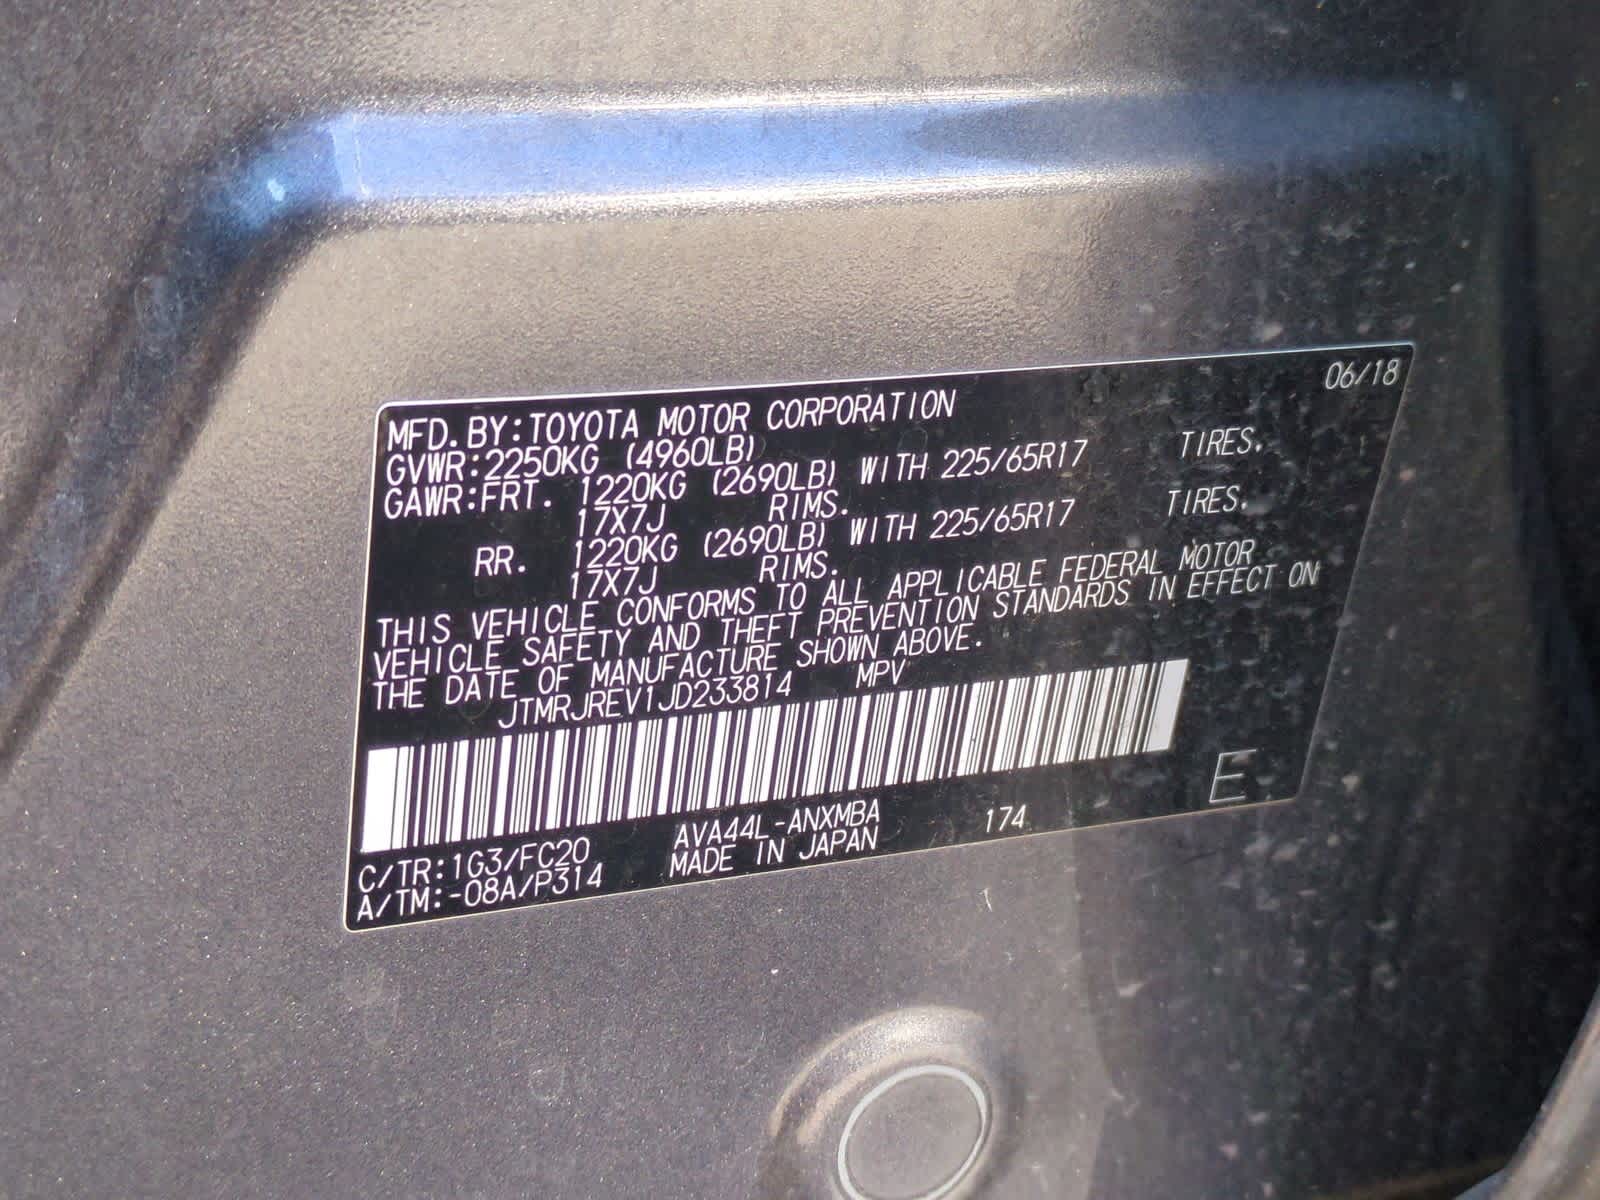 06/18
MFD.BY:TOYOTA MOTOR CORPORATION
GVWR:2250KG (4960LB)
GAWR:FRT. 1220KG (2690LB) WITH 225/65R17 TIRES.
17X7J RIMS.
RR. 1220KG (2690LB) WITH 225/65R17 TIRES.
17X7J RIMS.
THIS VEHICLE CONFORMS TO ALL APPLICABLE FEDERAL MOTOR
VEHICLE SAFETY AND THEFT PREVENTION STANDARDS IN EFFECT ON
THE DATE OF MANUFACTURE SHOWN ABOVE.
JTMRJREV1JD233814 MPV
E
C/TR:1G3/FC20 AVA44L-ANXMBA 174
A/TM:-08A/P314 MADE IN JAPAN